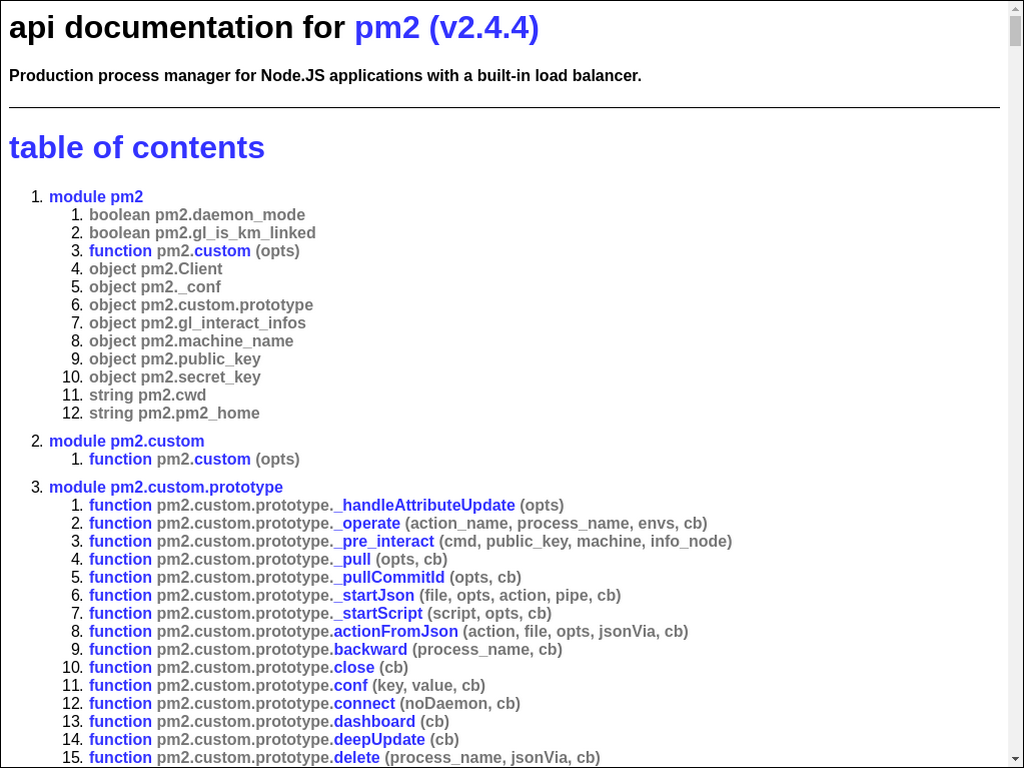 api documentation for pm2 (v2.4.4)
Production process manager for Node.JS applications with a built-in load balancer.
table of contents
1. module pm2
1. boolean pm2.daemon_mode
2. boolean pm2.gl_is_km_linked
3. function pm2.custom (opts)
4. object pm2.Client
5. object pm2._conf
6. object pm2.custom.prototype
7. object pm2.gl_interact_infos
8. object pm2.machine_name
9. object pm2.public_key
10. object pm2.secret_key
11. string pm2.cwd
12. string pm2.pm2_home
2. module pm2.custom
1. function pm2.custom (opts)
3. module pm2.custom.prototype
1. function pm2.custom.prototype._handleAttributeUpdate (opts)
2. function pm2.custom.prototype._operate (action_name, process_name, envs, cb)
3. function pm2.custom.prototype._pre_interact (cmd, public_key, machine, info_node)
4. function pm2.custom.prototype._pull (opts, cb)
5. function pm2.custom.prototype._pullCommitId (opts, cb)
6. function pm2.custom.prototype._startJson (file, opts, action, pipe, cb)
7. function pm2.custom.prototype._startScript (script, opts, cb)
8. function pm2.custom.prototype.actionFromJson (action, file, opts, jsonVia, cb)
9. function pm2.custom.prototype.backward (process_name, cb)
10. function pm2.custom.prototype.close (cb)
11. function pm2.custom.prototype.conf (key, value, cb)
12. function pm2.custom.prototype.connect (noDaemon, cb)
13. function pm2.custom.prototype.dashboard (cb)
14. function pm2.custom.prototype.deepUpdate (cb)
15. function pm2.custom.prototype.delete (process_name, jsonVia, cb)